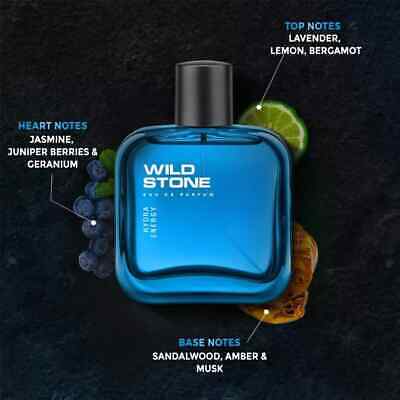 TOP NOTES
LAVENDER,
LEMON, BERGAMOT
HEART NOTES
JASMINE,
JUNIPER BERRIES &
GERANIUM
WILD
STONE
EAU DE PARFUM
HYDRA
ENERGY
BASE NOTES
SANDALWOOD, AMBER &
MUSK